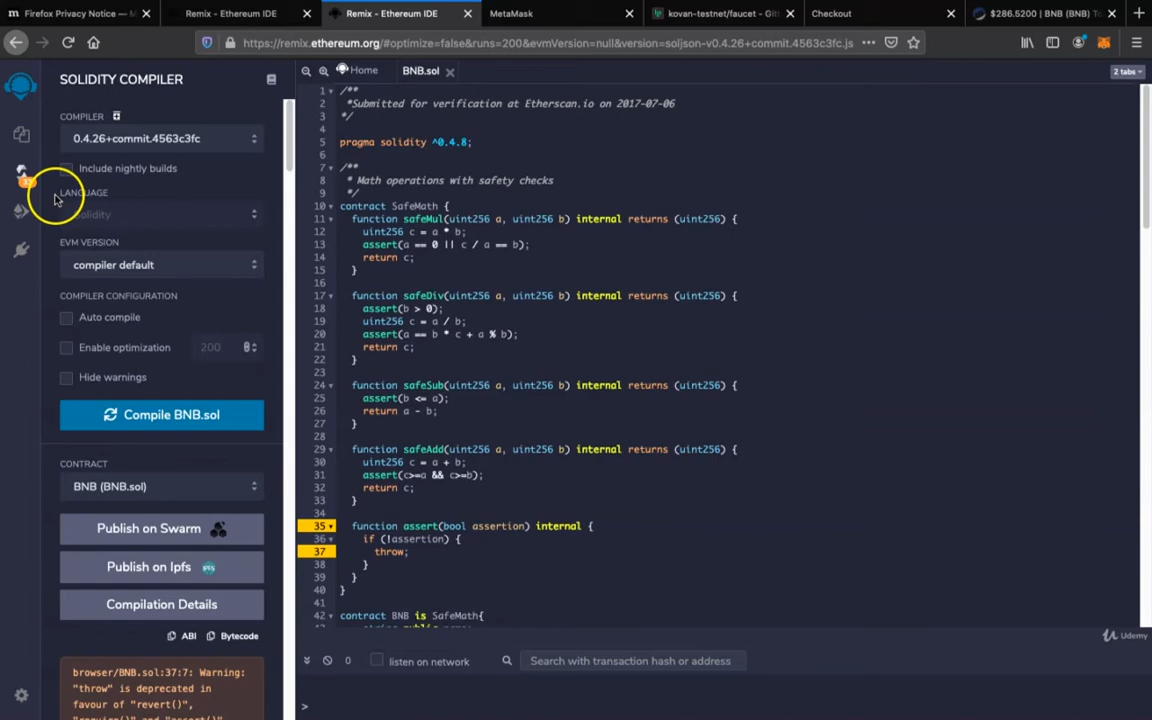 Firefox Privacy Notice — M
Remix - Ethereum IDE
Remix - Ethereum IDE
MetaMask
kovan-testnet/faucet - Git
Checkout
$286.5200 | BNB (BNB) To
https://remix.ethereum.org/#optimize=false&runs=200&evmVersion=null&version=soljson-v0.4.26+commit.4563c3fc.js
SOLIDITY COMPILER
COMPILER
0.4.26+commit.4563c3fc
Include nightly builds
LANGUAGE
Solidity
EVM VERSION
compiler default
COMPILER CONFIGURATION
Auto compile
Enable optimization
200
Hide warnings
Compile BNB.sol
CONTRACT
BNB (BNB.sol)
Publish on Swarm
Publish on Ipfs
Compilation Details
ABI
Bytecode
browser/BNB.sol:37:7: Warning:
"throw" is deprecated in
favour of "revert()",
"require()" and "assert()".
Home
BNB.sol
2 tabs
1 /**
2 *Submitted for verification at Etherscan.io on 2017-07-06
3 */
4
5 pragma solidity ^0.4.8;
6
7 /**
8 * Math operations with safety checks
9 */
10 contract SafeMath {
11 function safeMul(uint256 a, uint256 b) internal returns (uint256) {
12 uint256 c = a * b;
13 assert(a == 0 || c / a == b);
14 return c;
15 }
16
17 function safeDiv(uint256 a, uint256 b) internal returns (uint256) {
18 assert(b > 0);
19 uint256 c = a / b;
20 assert(a == b * c + a % b);
21 return c;
22 }
23
24 function safeSub(uint256 a, uint256 b) internal returns (uint256) {
25 assert(b <= a);
26 return a - b;
27 }
28
29 function safeAdd(uint256 a, uint256 b) internal returns (uint256) {
30 uint256 c = a + b;
31 assert(c>=a && c>=b);
32 return c;
33 }
34
35 function assert(bool assertion) internal {
36 if (!assertion) {
37 throw;
38 }
39 }
40 }
41
42 contract BNB is SafeMath{
string public name;
Udemy
0
listen on network
Search with transaction hash or address
>